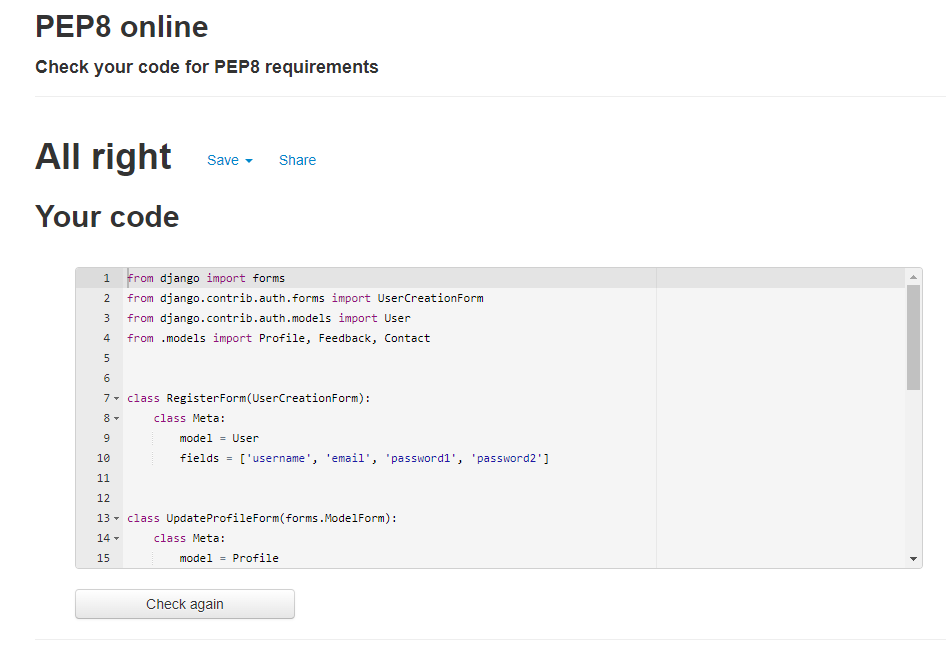 PEP8 online
Check your code for PEP8 requirements
All right Save Share
Your code
1 from django import forms
2 from django.contrib.auth.forms import UserCreationForm
3 from django.contrib.auth.models import User
4 from .models import Profile, Feedback, Contact
5
6
7 class RegisterForm(UserCreationForm):
8     class Meta:
9         model = User
10         fields = ['username', 'email', 'password1', 'password2']
11
12
13 class UpdateProfileForm(forms.ModelForm):
14     class Meta:
15         model = Profile
Check again